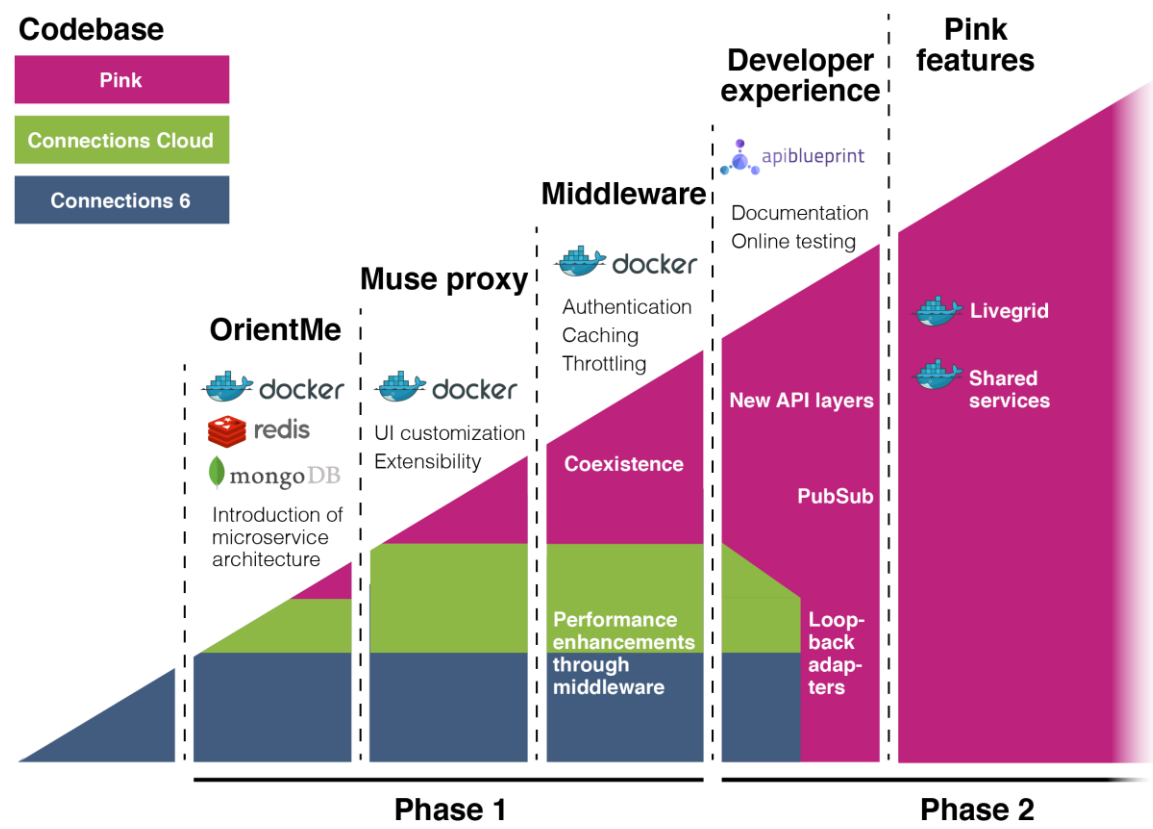 Codebase
Pink
Connections Cloud
Connections 6
OrientMe
docker
redis
mongoDB
Introduction of
microservice
architecture
Muse proxy
docker
UI customization
Extensibility
Middleware
docker
Authentication
Caching
Throttling
Coexistence
Performance
enhancements
through
middleware
Developer
experience
apiblueprint
Documentation
Online testing
New API layers
PubSub
Loop-
back
adap-
ters
Pink
features
Livegrid
Shared
services
Phase 1
Phase 2